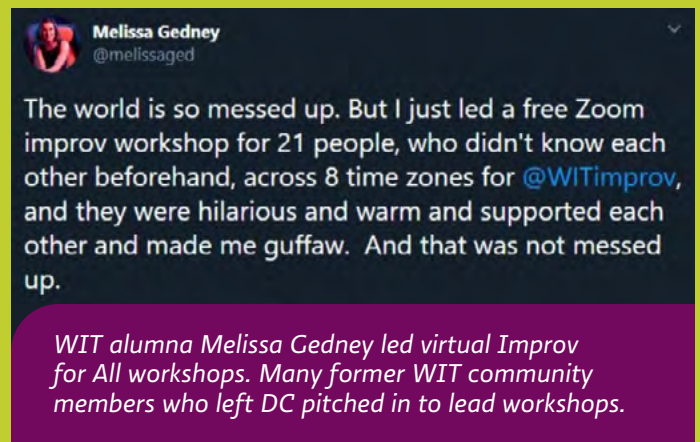 Melissa Gedney
@melissaged
The world is so messed up. But I just led a free Zoom
improv workshop for 21 people, who didn't know each
other beforehand, across 8 time zones for @WITimprov,
and they were hilarious and warm and supported each
other and made me guffaw.  And that was not messed
up.
WIT alumna Melissa Gedney led virtual Improv
for All workshops. Many former WIT community
members who left DC pitched in to lead workshops.